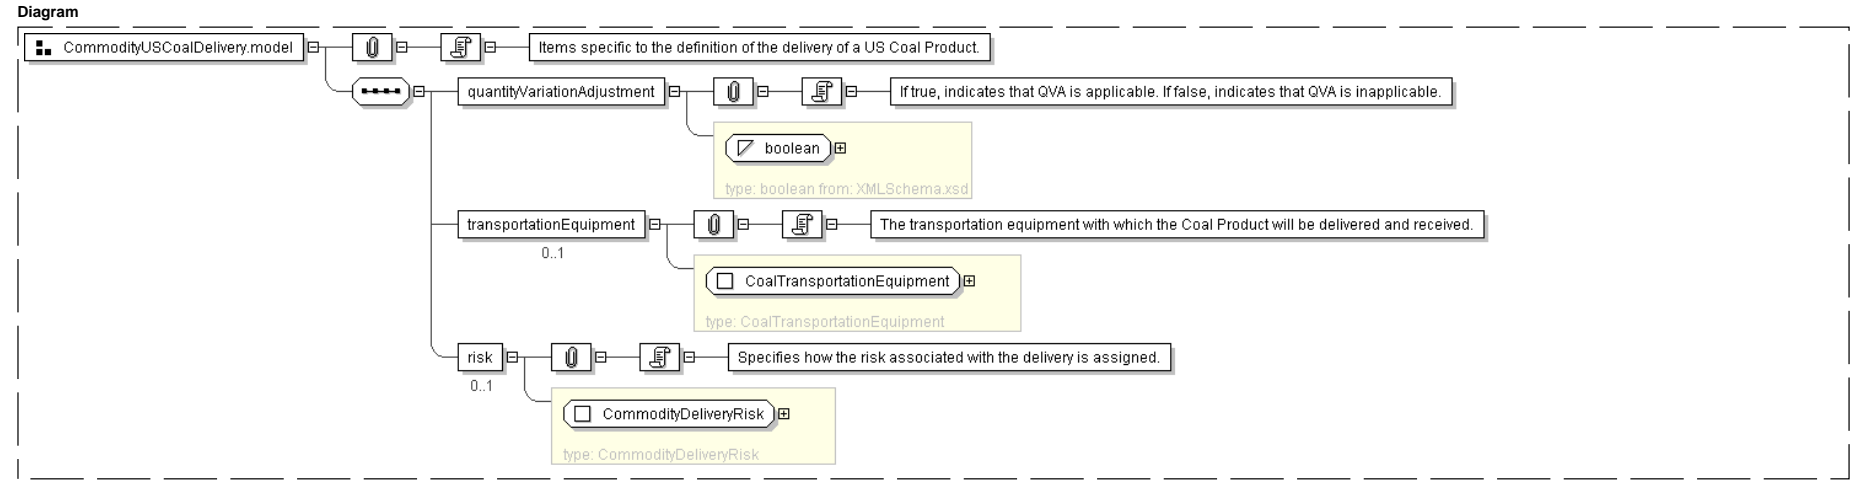 Diagram
CommodityUSCoalDelivery.model
Items specific to the definition of the delivery of a US Coal Product.
quantityVariationAdjustment
If true, indicates that QVA is applicable. If false, indicates that QVA is inapplicable.
boolean
type: boolean from: XMLSchema.xsd
transportationEquipment
The transportation equipment with which the Coal Product will be delivered and received.
0..1
CoalTransportationEquipment
type: CoalTransportationEquipment
risk
Specifies how the risk associated with the delivery is assigned.
0..1
CommodityDeliveryRisk
type: CommodityDeliveryRisk